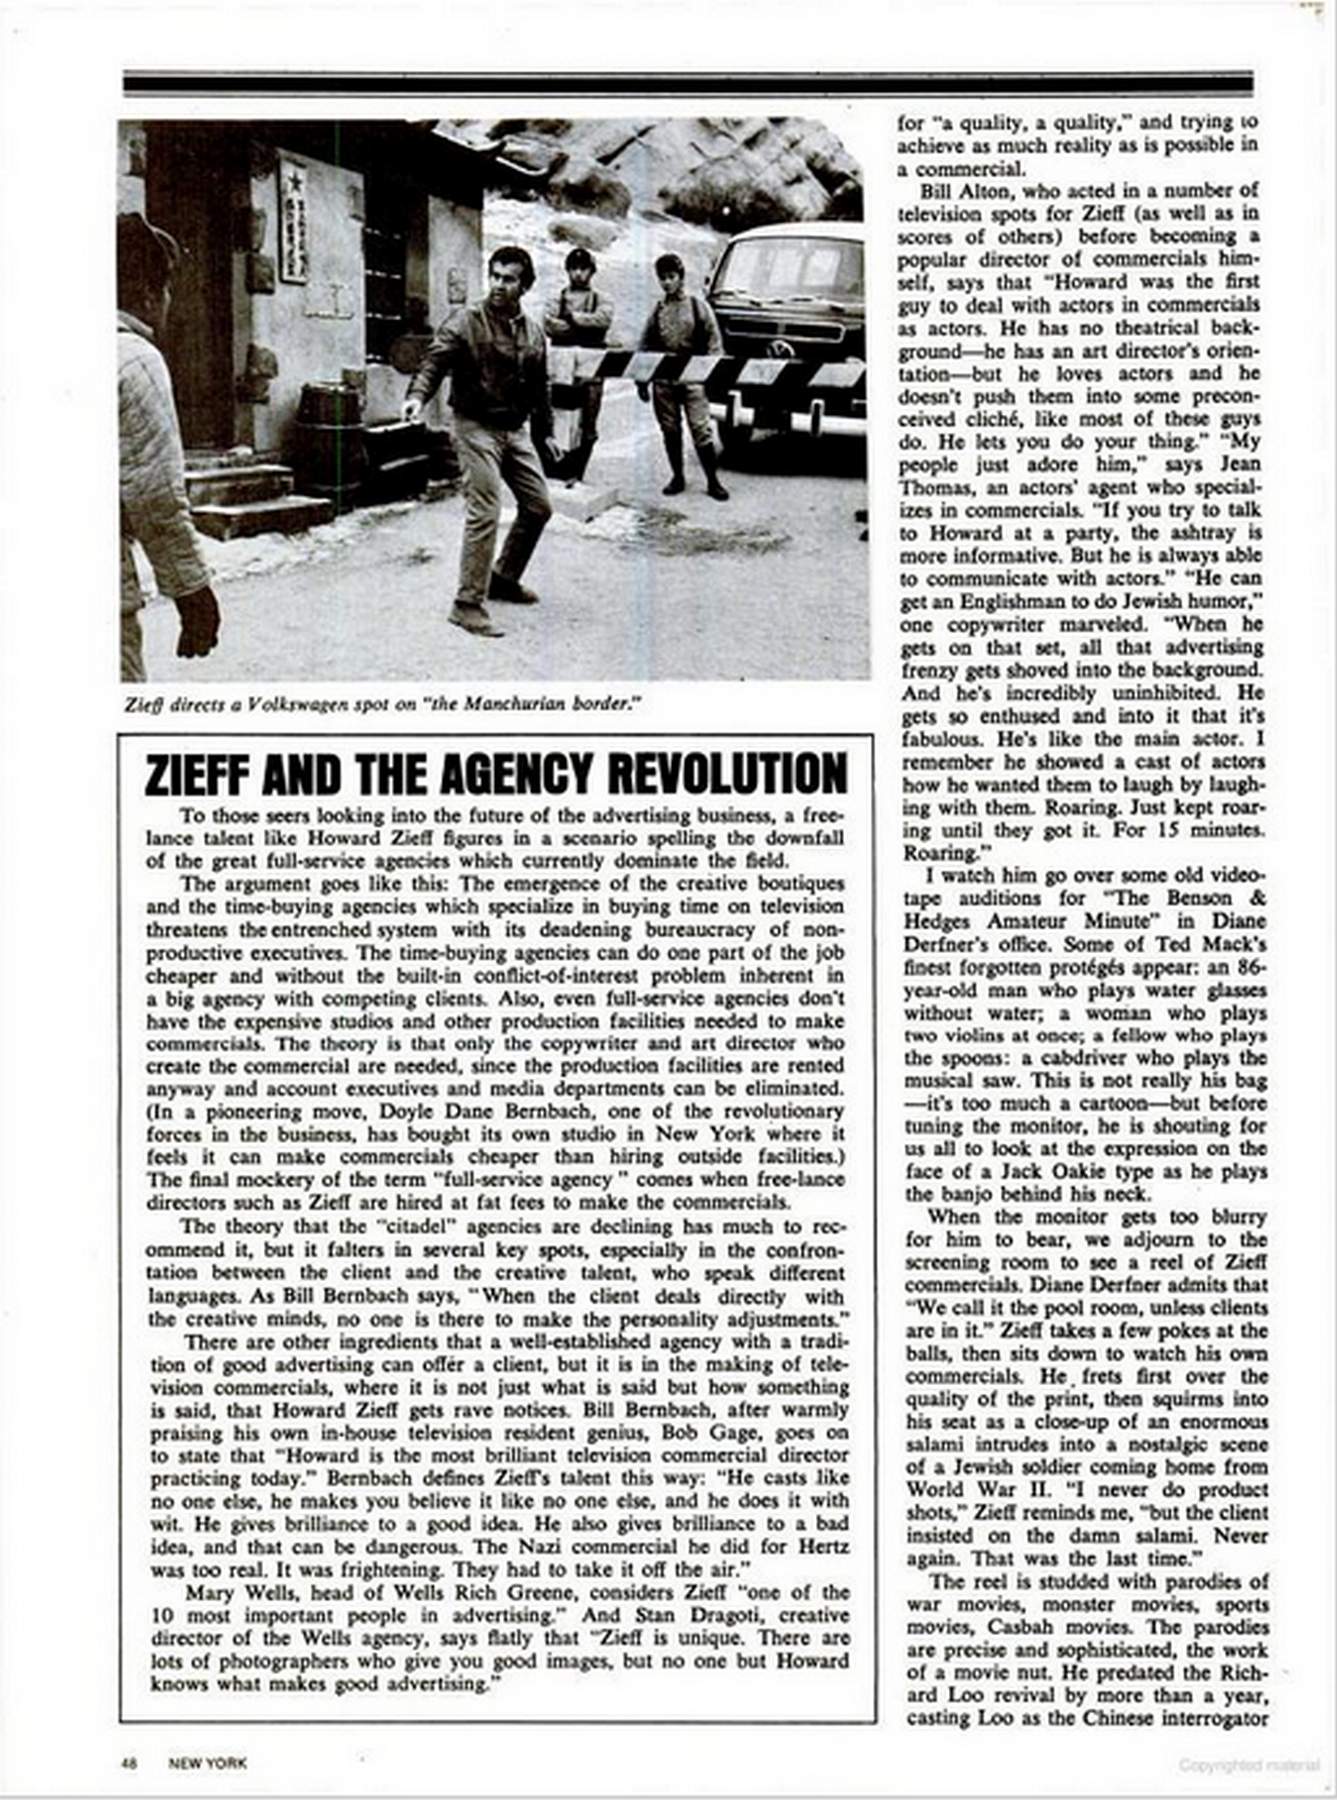 Zieff directs a Volkswagen spot on "the Manchurian border."
ZIEFF AND THE AGENCY REVOLUTION
To those seers looking into the future of the advertising business, a free-
lance talent like Howard Zieff figures in a scenario spelling the downfall
of the great full-service agencies which currently dominate the field.
The argument goes like this: The emergence of the creative boutiques
and the time-buying agencies which specialize in buying time on television
threatens the entrenched system with its deadening bureaucracy of non-
productive executives. The time-buying agencies can do one part of the job
cheaper and without the built-in conflict-of-interest problem inherent in
a big agency with competing clients. Also, even full-service agencies don't
have the expensive studios and other production facilities needed to make
commercials. The theory is that only the copywriter and art director who
create the commercial are needed, since the production facilities are rented
anyway and account executives and media departments can be eliminated.
(In a pioneering move, Doyle Dane Bernbach, one of the revolutionary
forces in the business, has bought its own studio in New York where it
feels it can make commercials cheaper than hiring outside facilities.)
The final mockery of the term "full-service agency" comes when free-lance
directors such as Zieff are hired at fat fees to make the commercials.
The theory that the "citadel" agencies are declining has much to rec-
ommend it, but it falters in several key spots, especially in the confron-
tation between the client and the creative talent, who speak different
languages. As Bill Bernbach says, "When the client deals directly with
the creative minds, no one is there to make the personality adjustments."
There are other ingredients that a well-established agency with a tradi-
tion of good advertising can offer a client, but it is in the making of tele-
vision commercials, where it is not just what is said but how something
is said, that Howard Zieff gets rave notices. Bill Bernbach, after warmly
praising his own in-house television resident genius, Bob Gage, goes on
to state that "Howard is the most brilliant television commercial director
practicing today." Bernbach defines Zieff's talent this way: "He casts like
no one else, he makes you believe it like no one else, and he does it with
wit. He gives brilliance to a good idea. He also gives brilliance to a bad
idea, and that can be dangerous. The Nazi commercial he did for Hertz
was too real. It was frightening. They had to take it off the air."
Mary Wells, head of Wells Rich Greene, considers Zieff "one of the
10 most important people in advertising." And Stan Dragoti, creative
director of the Wells agency, says flatly that "Zieff is unique. There are
lots of photographers who give you good images, but no one but Howard
knows what makes good advertising."
for "a quality, a quality," and trying to
achieve as much reality as is possible in
a commercial.
Bill Alton, who acted in a number of
television spots for Zieff (as well as in
scores of others) before becoming a
popular director of commercials him-
self, says that "Howard was the first
guy to deal with actors in commercials
as actors. He has no theatrical back-
ground—he has an art director's orien-
tation—but he loves actors and he
doesn't push them into some precon-
ceived cliché, like most of these guys
do. He lets you do your thing." "My
people just adore him," says Jean
Thomas, an actors' agent who special-
izes in commercials. "If you try to talk
to Howard at a party, the ashtray is
more informative. But he is always able
to communicate with actors." "He can
get an Englishman to do Jewish humor,"
one copywriter marveled. "When he
gets on that set, all that advertising
frenzy gets shoved into the background.
And he's incredibly uninhibited. He
gets so enthused and into it that it's
fabulous. He's like the main actor. I
remember he showed a cast of actors
how he wanted them to laugh by laugh-
ing with them. Roaring. Just kept roar-
ing until they got it. For 15 minutes.
Roaring."
I watch him go over some old video-
tape auditions for "The Benson &
Hedges Amateur Minute" in Diane
Derfner's office. Some of Ted Mack's
finest forgotten protégés appear: an 86-
year-old man who plays water glasses
without water; a woman who plays
two violins at once; a fellow who plays
the spoons: a cabdriver who plays the
musical saw. This is not really his bag
—it's too much a cartoon—but before
tuning the monitor, he is shouting for
us all to look at the expression on the
face of a Jack Oakie type as he plays
the banjo behind his neck.
When the monitor gets too blurry
for him to bear, we adjourn to the
screening room to see a reel of Zieff
commercials. Diane Derfner admits that
"We call it the pool room, unless clients
are in it." Zieff takes a few pokes at the
balls, then sits down to watch his own
commercials. He frets first over the
quality of the print, then squirms into
his seat as a close-up of an enormous
salami intrudes into a nostalgic scene
of a Jewish soldier coming home from
World War II. "I never do product
shots," Zieff reminds me, "but the client
insisted on the damn salami. Never
again. That was the last time."
The reel is studded with parodies of
war movies, monster movies, sports
movies, Casbah movies. The parodies
are precise and sophisticated, the work
of a movie nut. He predated the Rich-
ard Loo revival by more than a year,
casting Loo as the Chinese interrogator
48 NEW YORK
Copyrighted material